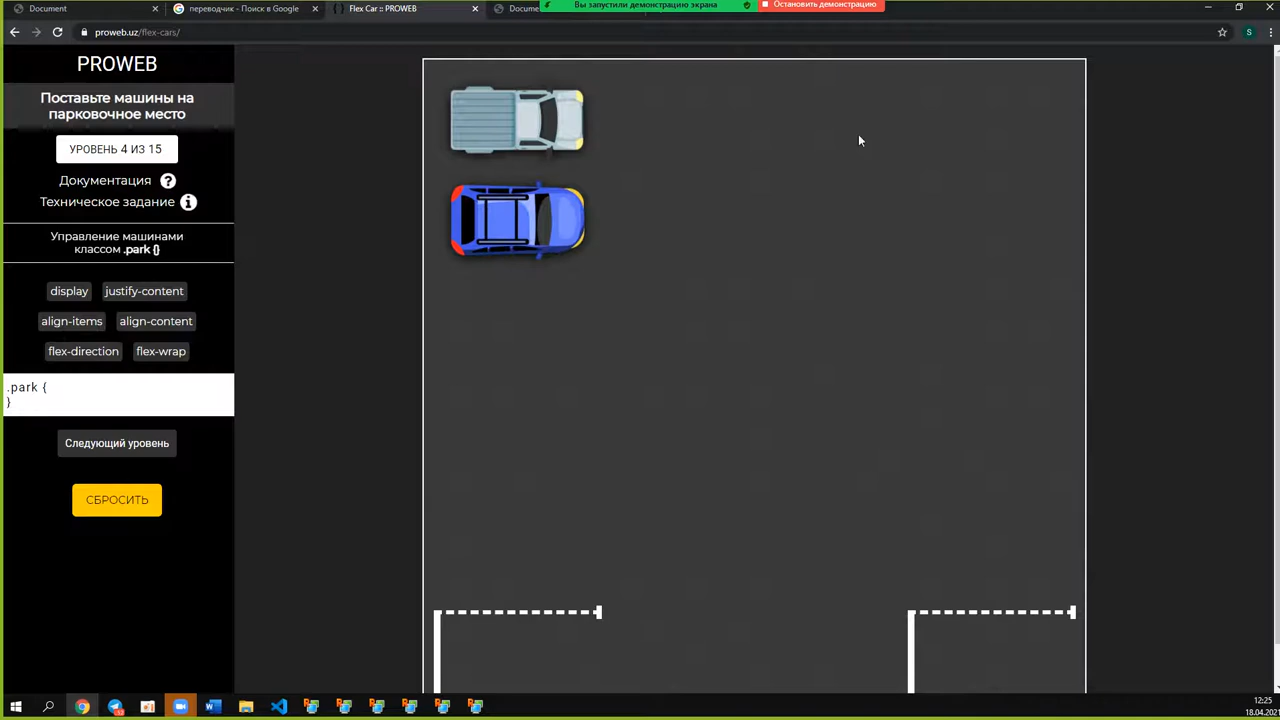 Document
переводчик - Поиск в Google
Flex Car :: PROWEB
Docume
Вы запустили демонстрацию экрана
Остановить демонстрацию
proweb.uz/flex-cars/
S
PROWEB
Поставьте машины на
парковочное место
УРОВЕНЬ 4 ИЗ 15
Документация ?
Техническое задание i
Управление машинами
классом .park {}
display justify-content
align-items align-content
flex-direction flex-wrap
.park {
}
Следующий уровень
СБРОСИТЬ
12:25
18.04.2021